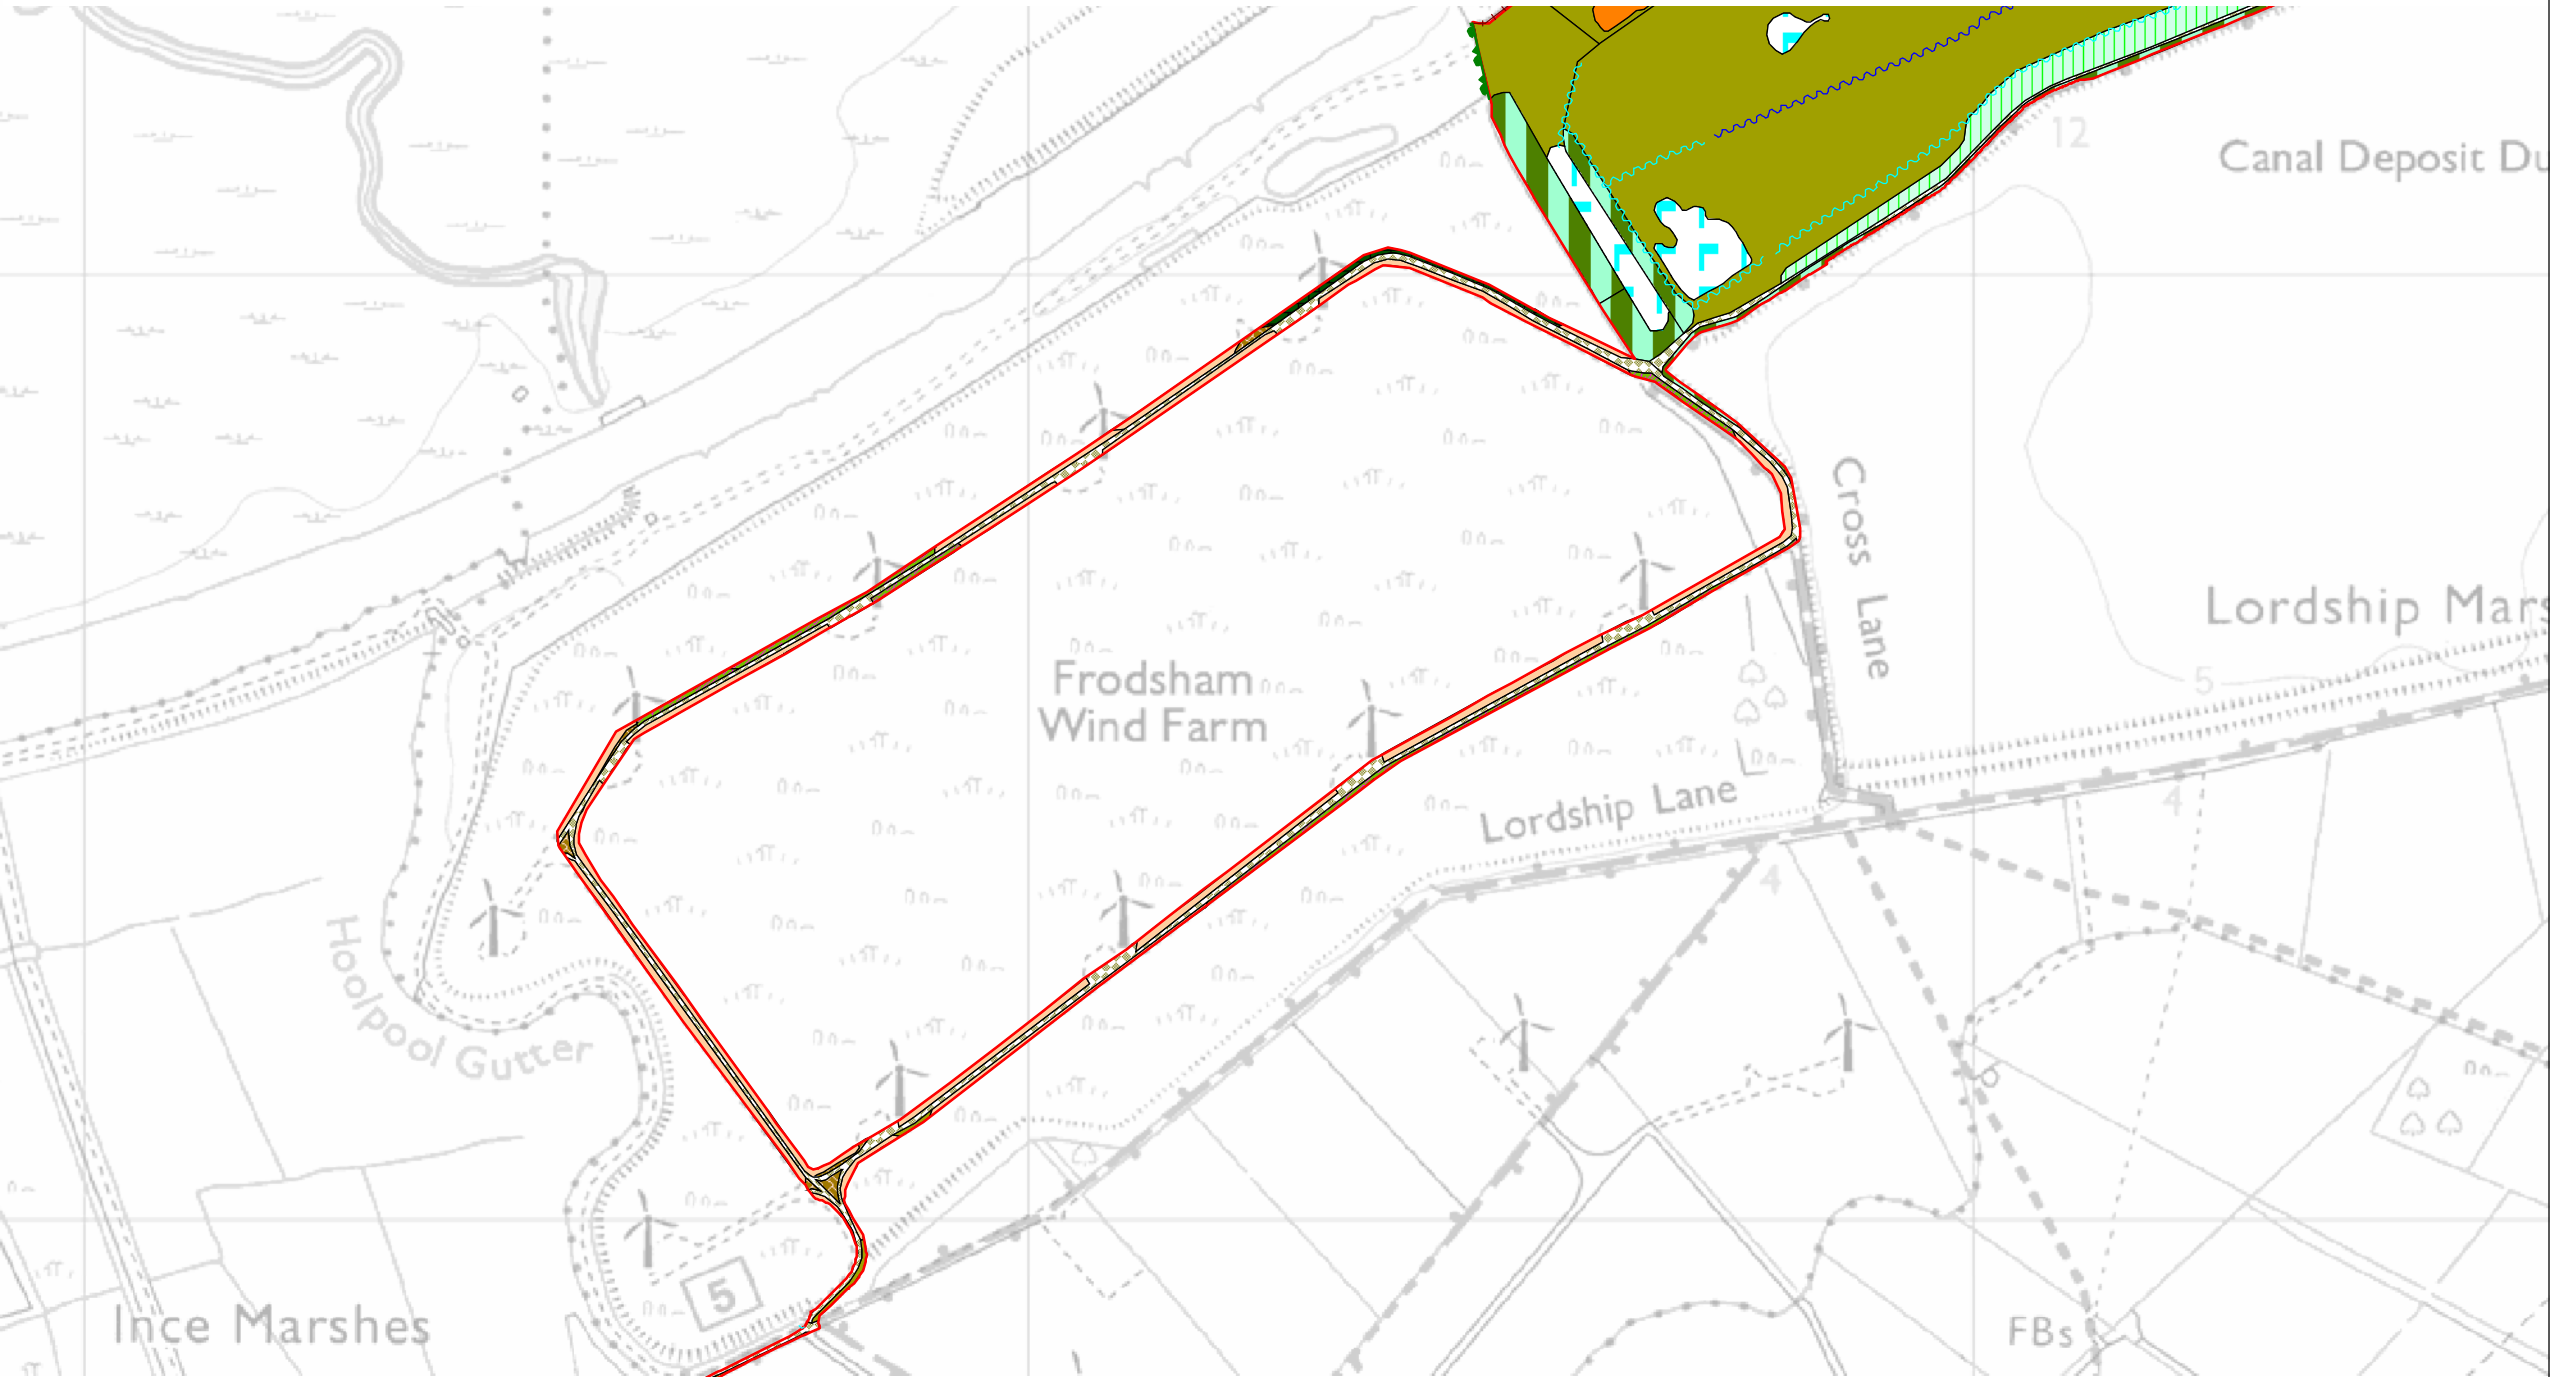 12
Canal Deposit Du
Cross Lane
Lordship Mars
Frodsham
Wind Farm
5
Lordship Lane
4
4
Hoolpool Gutter
5
Ince Marshes
FBs